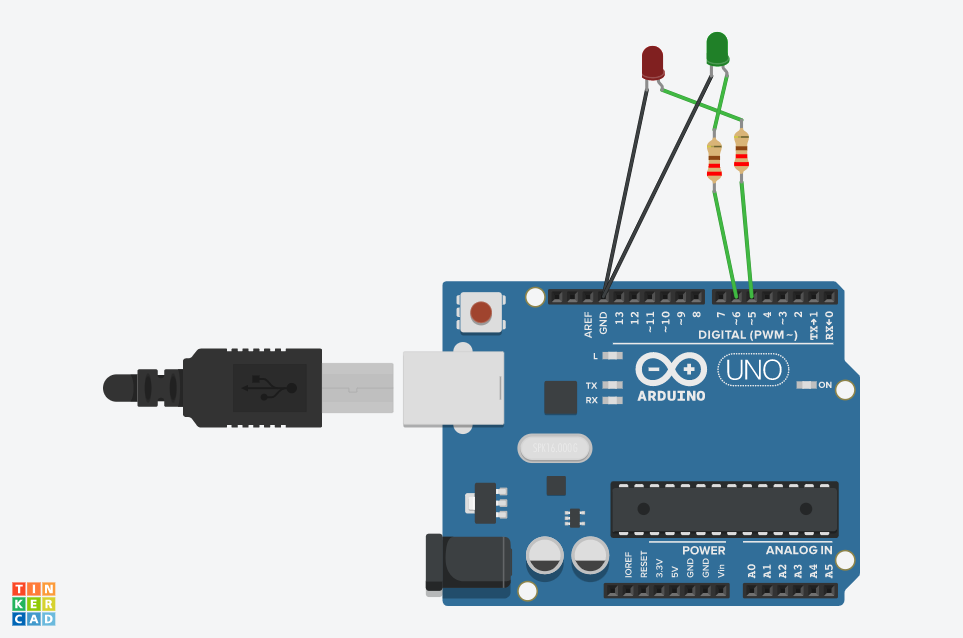 AREF
GND
13
12
~11
~10
~9
8
7
~6
~5
4
~3
2
TX→1
RX←0
DIGITAL (PWM~)
L
TX
RX
UNO
ON
ARDUINO
POWER
ANALOG IN
IOREF
RESET
3.3V
5V
GND
GND
Vin
A0
A1
A2
A3
A4
A5
TIN
KER
CAD